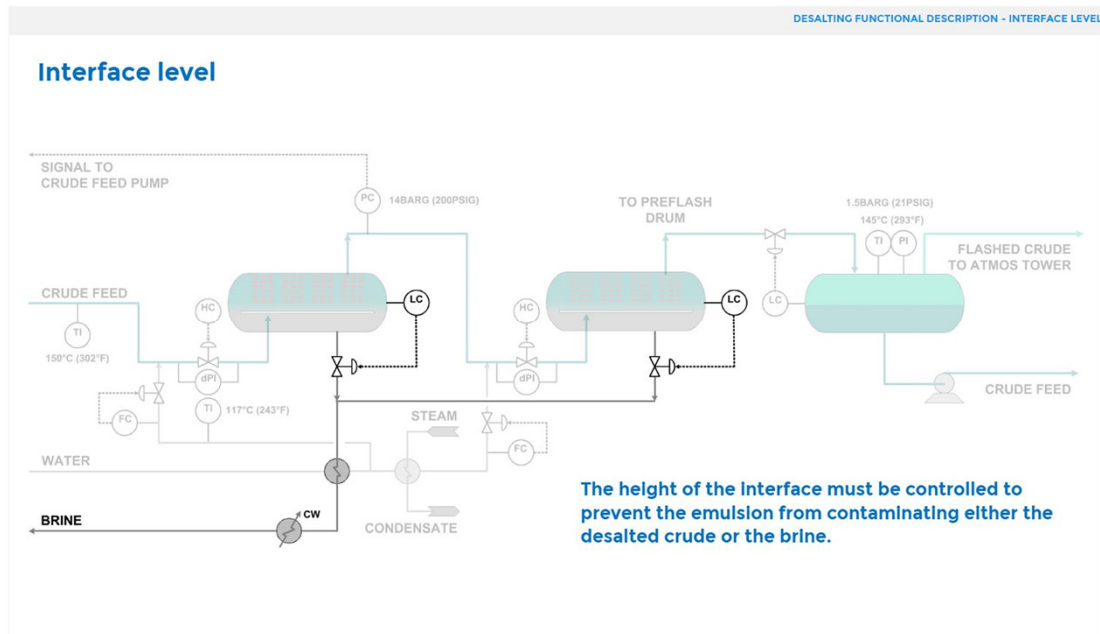 DESALTING FUNCTIONAL DESCRIPTION - INTERFACE LEVEL
Interface level
SIGNAL TO
CRUDE FEED PUMP
PC
14BARG (200PSIG)
TO PREFLASH
DRUM
1.5BARG (21PSIG)
145°C (293°F)
TI
PI
FLASHED CRUDE
TO ATMOS TOWER
CRUDE FEED
HC
LC
HC
LC
LC
TI
150°C (302°F)
dPI
dPI
CRUDE FEED
FC
TI
117°C (243°F)
STEAM
FC
WATER
BRINE
CW
CONDENSATE
The height of the interface must be controlled to
prevent the emulsion from contaminating either the
desalted crude or the brine.